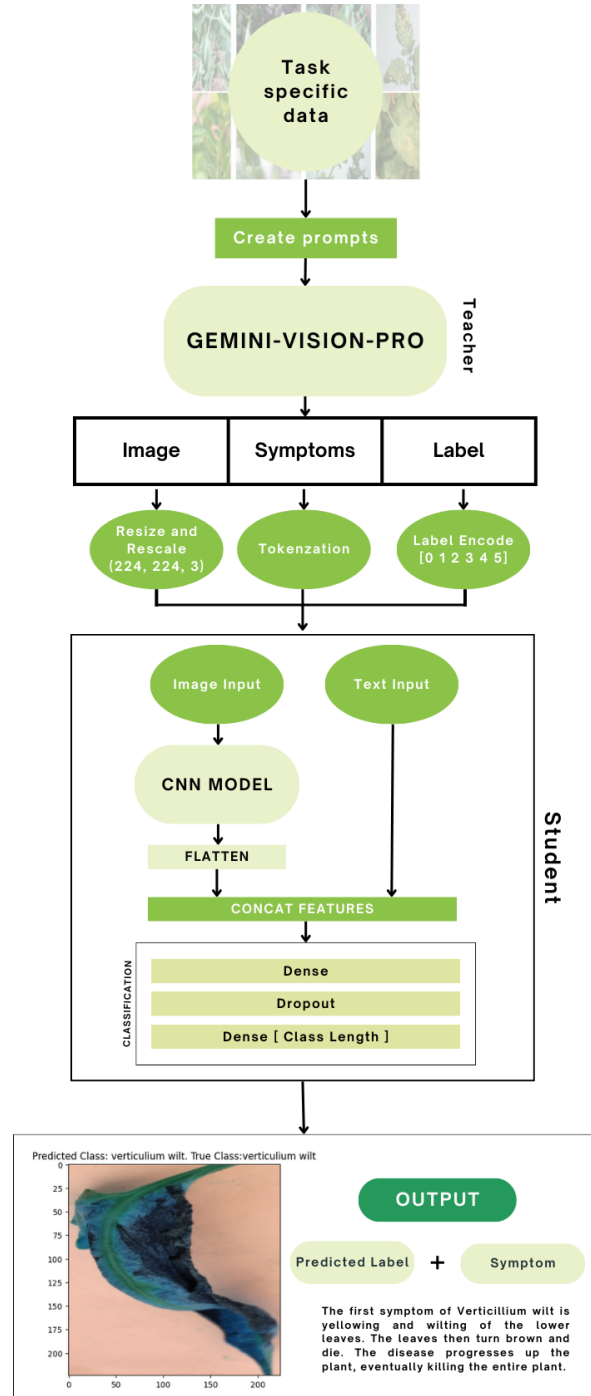 Task
specific
data
Create prompts
GEMINI-VISION-PRO
Teacher
Image
Symptoms
Label
Resize and
Rescale
(224, 224, 3)
Tokenzation
Label Encode
[0 1 2 3 4 5]
Image Input
Text Input
CNN MODEL
FLATTEN
CONCAT FEATURES
CLASSIFICATION
Dense
Dropout
Dense [ Class Length ]
Student
Predicted Class: verticulium wilt. True Class:verticulium wilt
0
25
50
75
100
125
150
175
200
0
50
100
150
200
OUTPUT
Predicted Label
+
Symptom
The first symptom of Verticillium wilt is
yellowing and wilting of the lower
leaves. The leaves then turn brown and
die. The disease progresses up the
plant, eventually killing the entire plant.